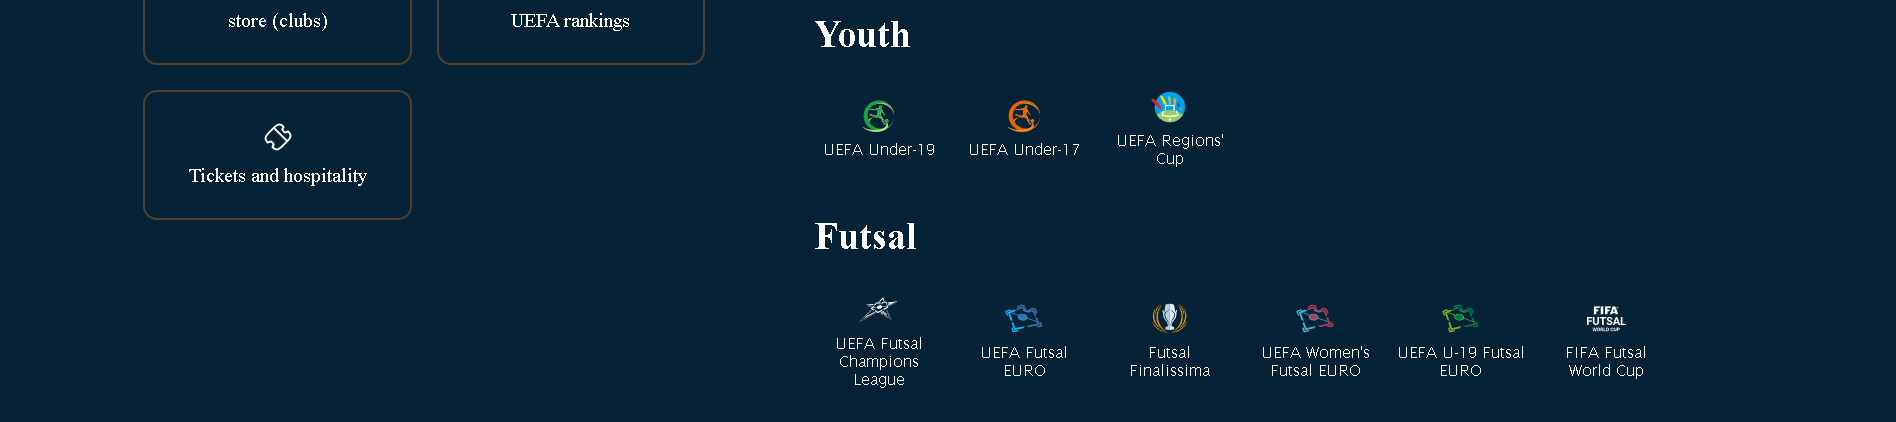 store (clubs)
UEFA rankings
Tickets and hospitality
Youth
UEFA Under-19
UEFA Under-17
UEFA Regions'
Cup
Futsal
UEFA Futsal
Champions
League
UEFA Futsal
EURO
Futsal
Finalissima
UEFA Women's
Futsal EURO
UEFA U-19 Futsal
EURO
FIFA
FUTSAL
WORLD CUP
FIFA Futsal
World Cup